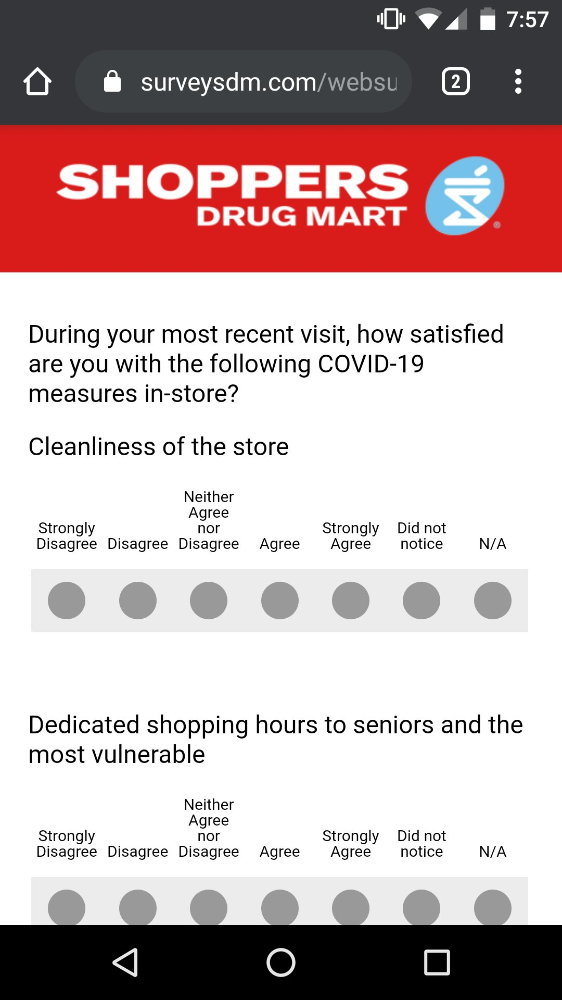 7:57
surveysdm.com/websu
2
SHOPPERS
DRUG MART
®
During your most recent visit, how satisfied
are you with the following COVID-19
measures in-store?
Cleanliness of the store
Strongly Disagree Disagree Neither Agree nor Disagree Agree Strongly Agree Did not notice N/A
Dedicated shopping hours to seniors and the
most vulnerable
Strongly Disagree Disagree Neither Agree nor Disagree Agree Strongly Agree Did not notice N/A